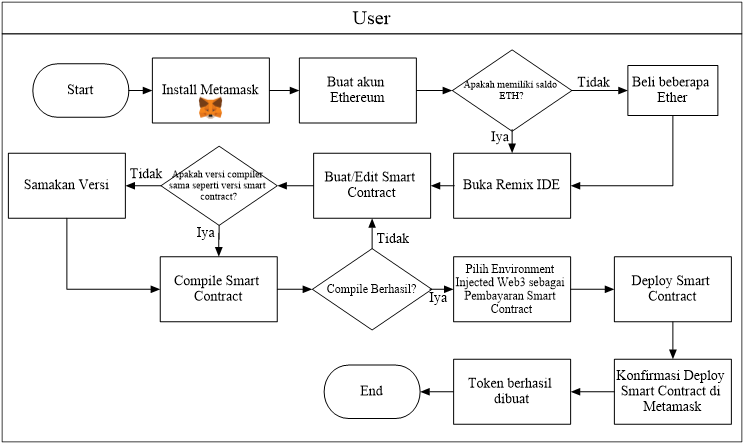 User
Start
Install Metamask
Buat akun
Ethereum
Apakah memiliki saldo
ETH?
Tidak
Beli beberapa
Ether
Iya
Buka Remix IDE
Buat/Edit Smart
Contract
Apakah versi compiler
sama seperti versi smart
contract?
Tidak
Samakan Versi
Iya
Compile Smart
Contract
Compile Berhasil?
Tidak
Iya
Pilih Environment
Injected Web3 sebagai
Pembayaran Smart
Contract
Deploy Smart
Contract
Konfirmasi Deploy
Smart Contract di
Metamask
Token berhasil
dibuat
End